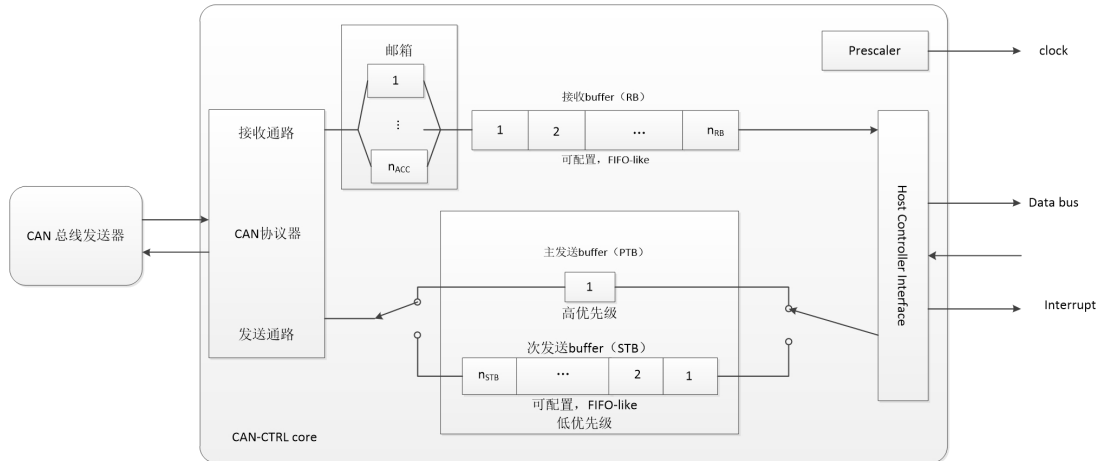 邮箱
1
⋮
nACC
接收buffer（RB）
1 2 … nRB
可配置，FIFO-like
Prescaler
clock
接收通路
CAN协议器
发送通路
CAN 总线发送器
Host Controller Interface
Data bus
Interrupt
主发送buffer（PTB）
1
高优先级
次发送buffer（STB）
nSTB … 2 1
可配置，FIFO-like
低优先级
CAN-CTRL core